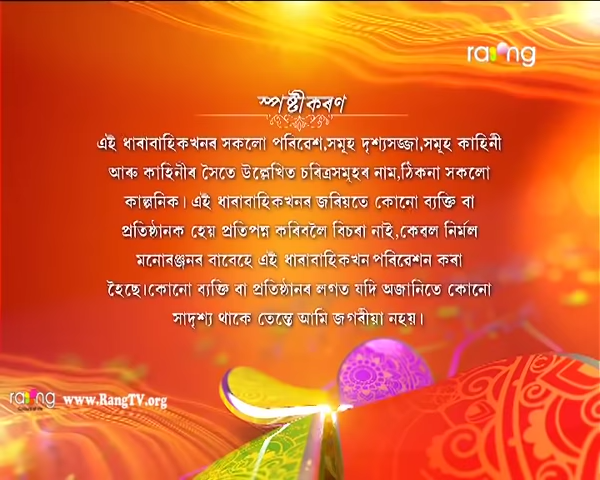 rang
স্পষ্টীকৰণ
এই ধাৰাবাহিকখনৰ সকলো পৰিৱেশ,সমূহ দৃশ্যসজ্জা,সমূহ কাহিনী
আৰু কাহিনীৰ সৈতে উল্লেখিত চৰিত্ৰসমূহৰ নাম,ঠিকনা সকলো
কাল্পনিক। এই ধাৰাবাহিকখনৰ জৰিয়তে কোনো ব্যক্তি বা
প্ৰতিষ্ঠানক হেয় প্ৰতিপন্ন কৰিবলৈ বিচৰা নাই,কেৱল নিৰ্মল
মনোৰঞ্জনৰ বাবেহে এই ধাৰাবাহিকখন পৰিৱেশন কৰা
হৈছে।কোনো ব্যক্তি বা প্ৰতিষ্ঠানৰ লগত যদি অজানিতে কোনো
সাদৃশ্য থাকে তেন্তে আমি জগৰীয়া নহয়।
rang www.RangTV.org